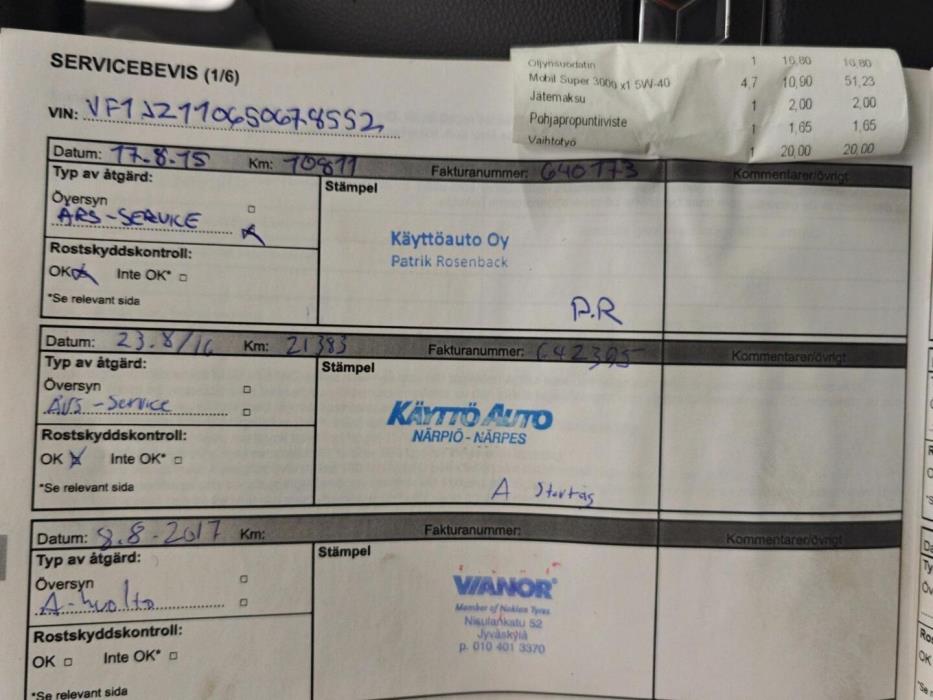 SERVICEBEVIS (1/6)
Öljynsuodatin 1 16,80 16,80
Mobil Super 3000 x1 5W-40 4,7 10,90 51,23
Jätemaksu 1 2,00 2,00
Pohjapropuntiiviste 1 1,65 1,65
Vaihtotyö 1 20,00 20,00
VIN: VF1JZ110650678552
Datum: 17.8.15 Km: 10811 Fakturanummer: 640173 Kommentarer/övrigt
Typ av åtgärd: Stämpel
Översyn
ÅRS-SERVICE
Käyttöauto Oy
Patrik Rosenback
Rostskyddskontroll:
OK Inte OK*
*Se relevant sida
P.R
Datum: 23.8/16 Km: 21383 Fakturanummer: 642395 Kommentarer/övrigt
Typ av åtgärd: Stämpel
Översyn
Års-Service
KÄYTTÖ AUTO
NÄRPIÖ - NÄRPES
Rostskyddskontroll:
OK Inte OK*
*Se relevant sida
A
Datum: 8.8-2017 Km: Fakturanummer: Kommentarer/övrigt
Typ av åtgärd: Stämpel
Översyn
A-huolto
VIANOR
Member of Nokian Tyres
Nisulankatu 52
Jyväskylä
p. 010 401 3370
Rostskyddskontroll:
OK Inte OK*
*Se relevant sida